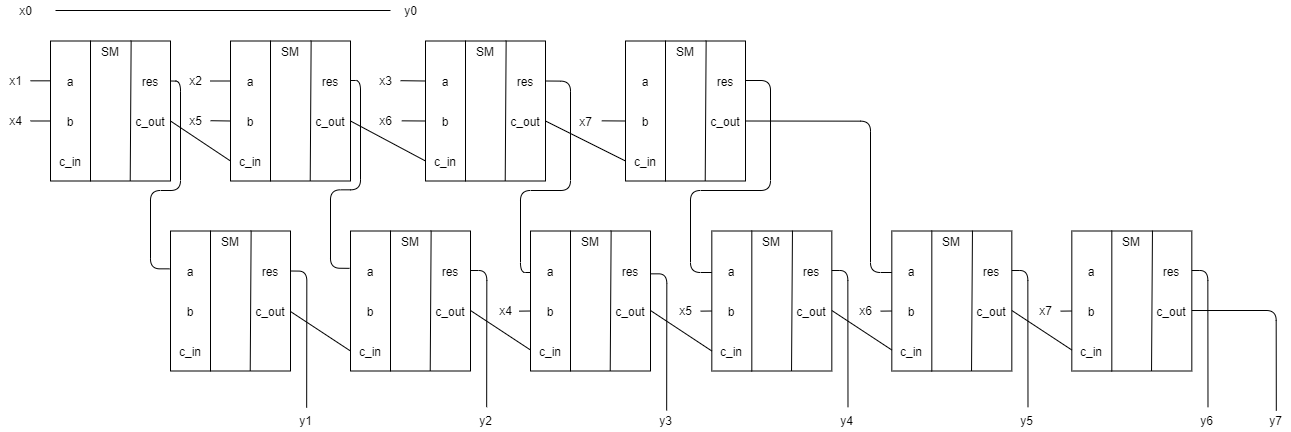 x0 y0
SM SM SM SM
x1 a res x2 a res x3 a res a res
x4 b c_out x5 b c_out x6 b c_out x7 b c_out
c_in c_in c_in c_in
SM SM SM SM SM SM
a res a res a res a res a res a res
b c_out b c_out x4 b c_out x5 b c_out x6 b c_out x7 b c_out
c_in c_in c_in c_in c_in c_in
y1 y2 y3 y4 y5 y6 y7